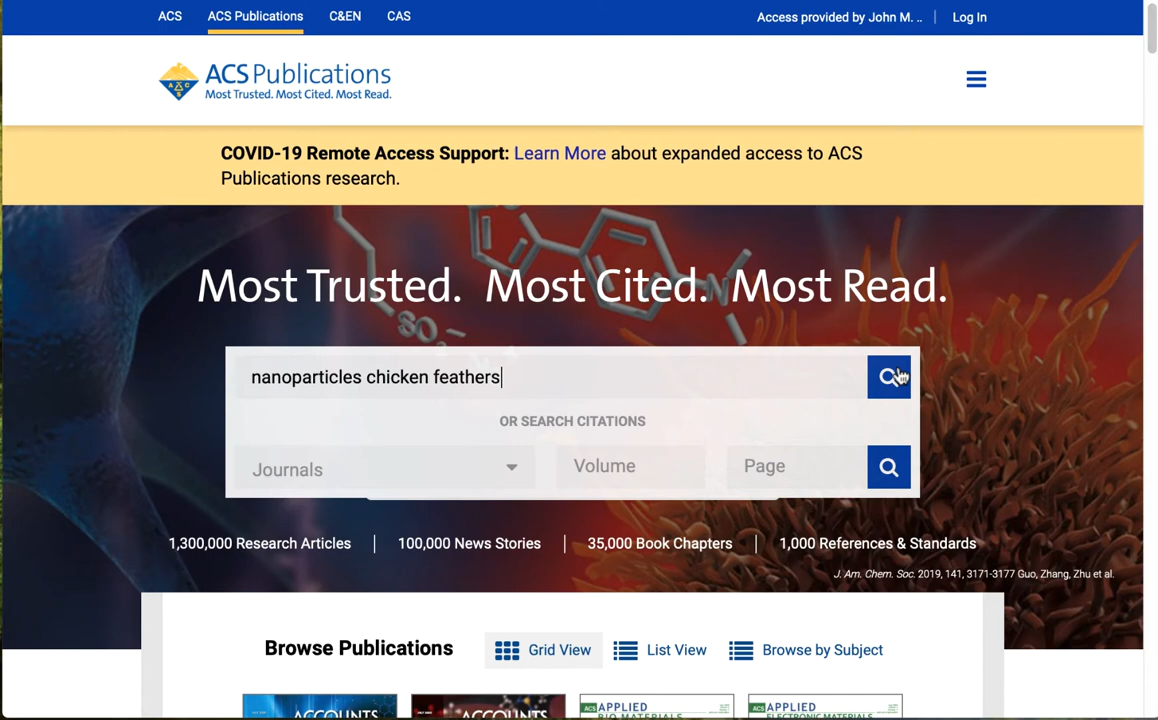 ACS ACS Publications C&EN CAS Access provided by John M. .. Log In
ACS Publications
Most Trusted. Most Cited. Most Read.
COVID-19 Remote Access Support: Learn More about expanded access to ACS
Publications research.
Most Trusted. Most Cited. Most Read.
nanoparticles chicken feathers
OR SEARCH CITATIONS
Journals Volume Page
1,300,000 Research Articles | 100,000 News Stories | 35,000 Book Chapters | 1,000 References & Standards
J. Am. Chem. Soc. 2019, 141, 3171-3177 Guo, Zhang, Zhu et al.
Browse Publications Grid View List View Browse by Subject
ACCOUNTS ACCOUNTS ACS APPLIED ACS APPLIED
BIO MATERIALS ELECTRONIC MATERIALS